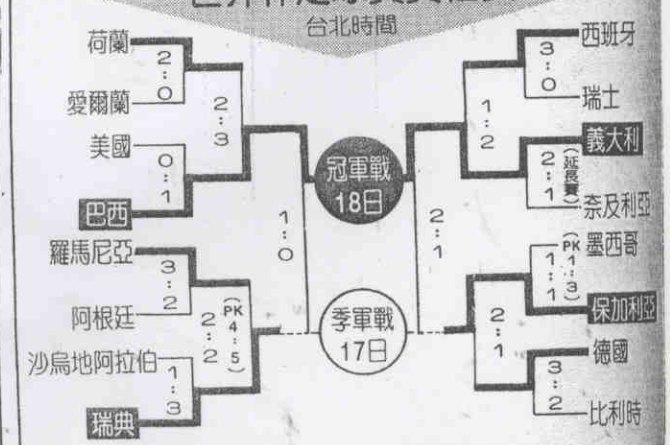 台北時間
荷蘭
2:0
愛爾蘭
2:3
美國
0:1
巴西
1:0
羅馬尼亞
3:2
阿根廷
2:2
(PK4:5)
沙烏地阿拉伯
1:3
瑞典
冠軍戰
18日
季軍戰
17日
西班牙
3:0
瑞士
1:2
義大利
2:1
(延長賽)
奈及利亞
2:1
墨西哥
1:1
(PK1:3)
保加利亞
2:1
德國
3:2
比利時